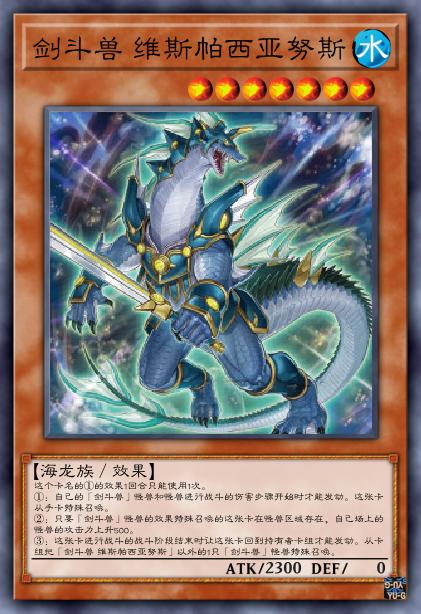 剑斗兽 维斯帕西亚努斯
水
【海龙族/效果】
这个卡名的①的效果1回合只能使用1次。
①：自己的「剑斗兽」怪兽和怪兽进行战斗的伤害步骤开始时才能发动。这张卡
从手卡特殊召唤。
②：只要「剑斗兽」怪兽的效果特殊召唤的这张卡在怪兽区域存在，自己场上的
怪兽的攻击力上升500。
③：这张卡进行战斗的战斗阶段结束时让这张卡回到持有者卡组才能发动。从卡
组把「剑斗兽 维斯帕西亚努斯」以外的1只「剑斗兽」怪兽特殊召唤。
ATK/2300 DEF/ 0